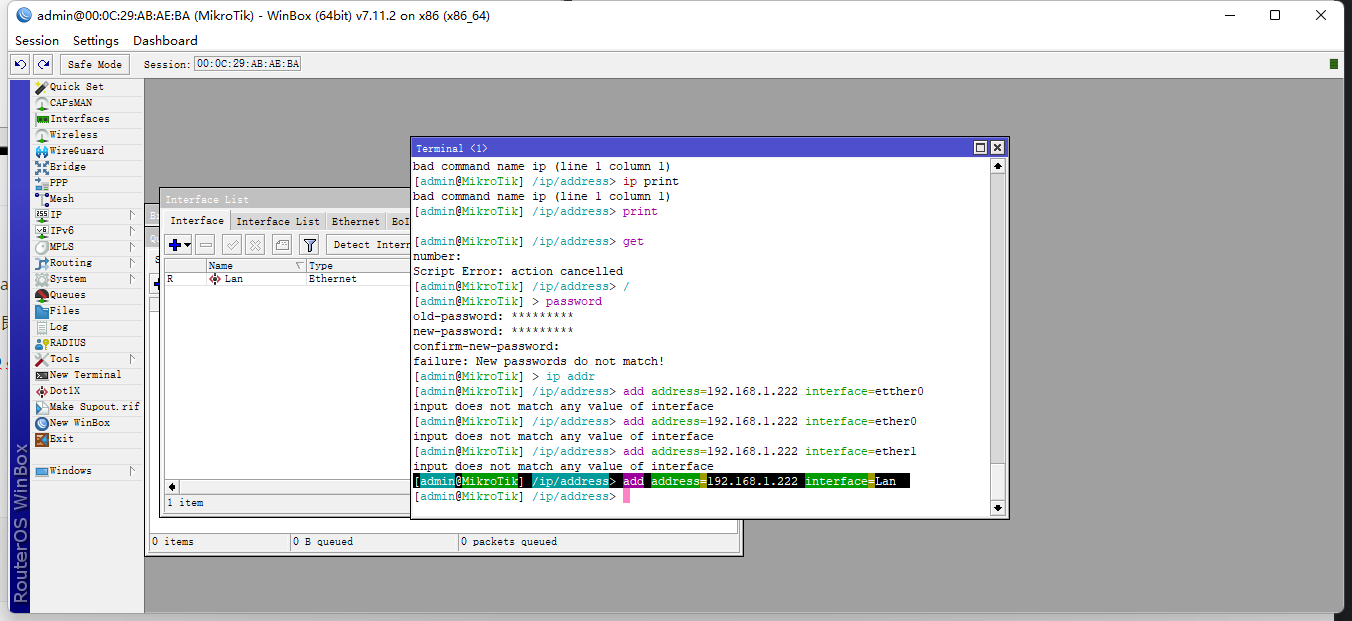 admin@00:0C:29:AB:AE:BA (MikroTik) - WinBox (64bit) v7.11.2 on x86 (x86_64)
Session Settings Dashboard
Safe Mode Session: 00:0C:29:AB:AE:BA
Quick Set
CAPsMAN
Interfaces
Wireless
WireGuard
Bridge
PPP
Mesh
IP
IPv6
MPLS
Routing
System
Queues
Files
Log
RADIUS
Tools
New Terminal
Dot1X
Make Supout.rif
New WinBox
Exit
Windows
RouterOS WinBox
Interface List
Interface Interface List Ethernet EoI
Detect Intern
Name Type
R Lan Ethernet
1 item
0 items 0 B queued 0 packets queued
Terminal <1>
bad command name ip (line 1 column 1)
[admin@MikroTik] /ip/address> ip print
bad command name ip (line 1 column 1)
[admin@MikroTik] /ip/address> print
[admin@MikroTik] /ip/address> get
number:
Script Error: action cancelled
[admin@MikroTik] /ip/address> /
[admin@MikroTik] > password
old-password: *********
new-password: *********
confirm-new-password:
failure: New passwords do not match!
[admin@MikroTik] > ip addr
[admin@MikroTik] /ip/address> add address=192.168.1.222 interface=etther0
input does not match any value of interface
[admin@MikroTik] /ip/address> add address=192.168.1.222 interface=ether0
input does not match any value of interface
[admin@MikroTik] /ip/address> add address=192.168.1.222 interface=ether1
input does not match any value of interface
[admin@MikroTik] /ip/address> add address=192.168.1.222 interface=Lan
[admin@MikroTik] /ip/address>